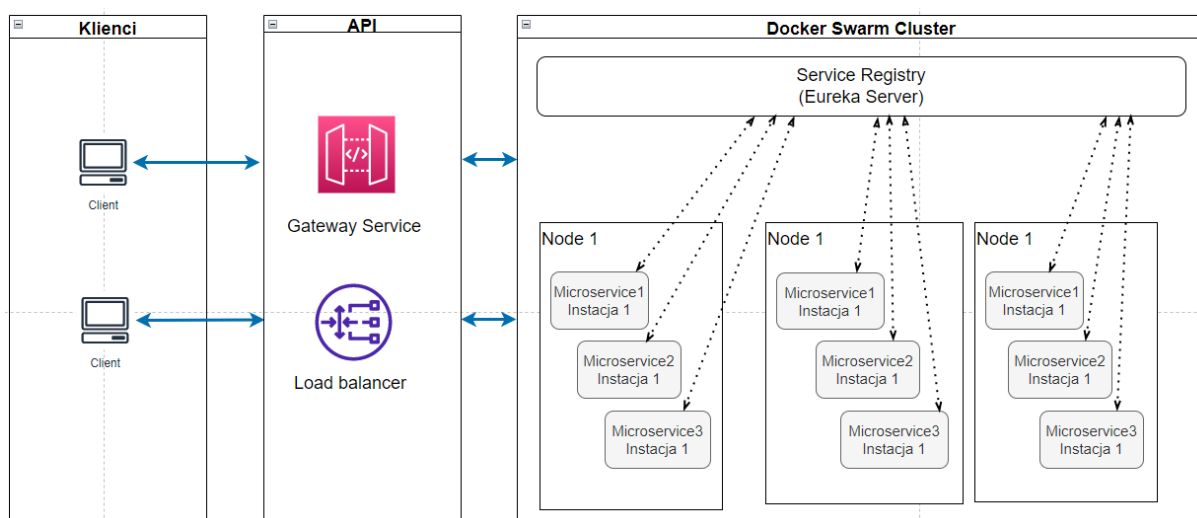 Klienci
API
Docker Swarm Cluster
Service Registry
(Eureka Server)
Client
Gateway Service
Client
Load balancer
Node 1
Microservice1
Instacja 1
Microservice2
Instacja 1
Microservice3
Instacja 1
Node 1
Microservice1
Instacja 1
Microservice2
Instacja 1
Microservice3
Instacja 1
Node 1
Microservice1
Instacja 1
Microservice2
Instacja 1
Microservice3
Instacja 1